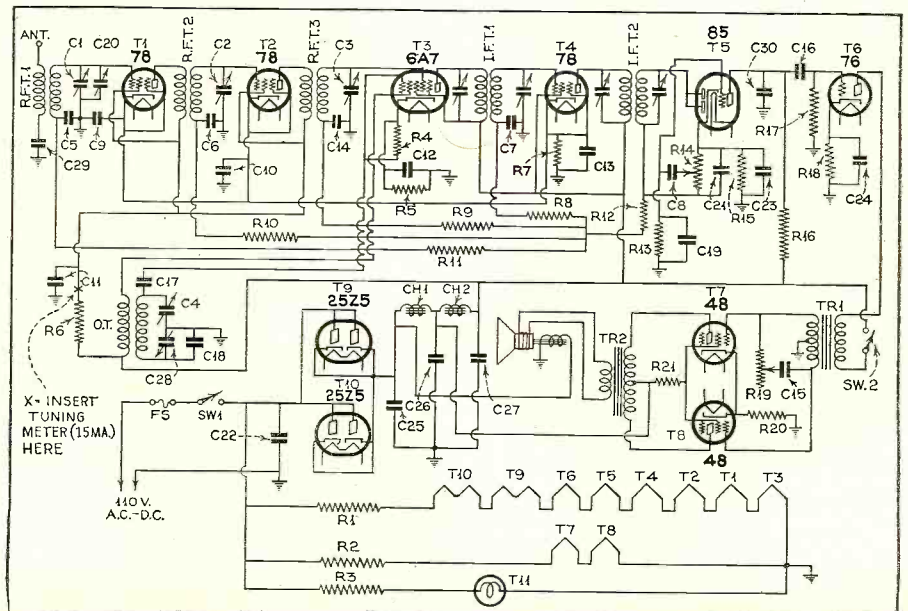 ANT.
R.F.T.1
C1
C20
T1
78
R.F.T.2
C2
T2
78
R.F.T.3
C3
T3
6A7
I.F.T.1
T4
78
I.F.T.2
85
T5
C30
C16
T6
76
C5
C9
C29
C6
C10
C14
R4
C12
R5
C7
R7
C13
R8
R9
R10
R11
R12
R13
C8
R14
C21
R15
C23
C19
R17
R18
C24
R16
C11
R6
O.T.
C17
C4
C18
C28
T9
25Z5
T10
25Z5
CH1
CH2
C26
C25
C27
TR2
T7
48
R21
T8
48
R19
C15
R20
TR1
SW.2
X-INSERT
TUNING
METER (15MA.)
HERE
FS
SW1
C22
110 V.
A.C.-D.C.
R1
R2
R3
T10
T9
T6
T5
T4
T2
T1
T3
T7
T8
T11